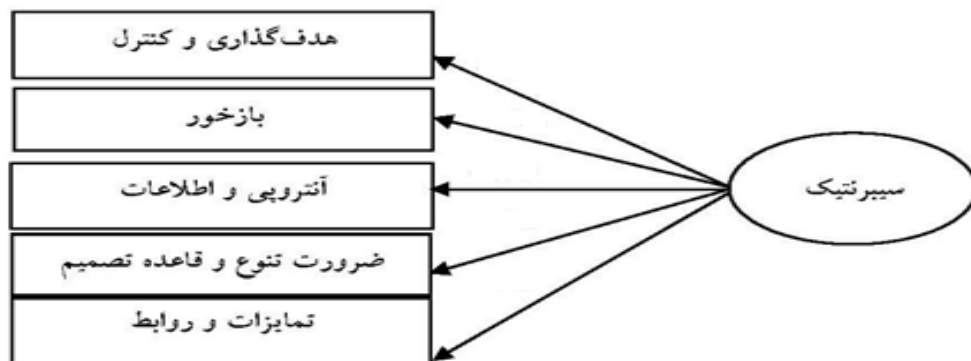 هدف‌گذاری و کنترل
بازخور
آنتروپی و اطلاعات
سیبرنتیک
ضرورت تنوع و قاعده تصمیم
تمایزات و روابط